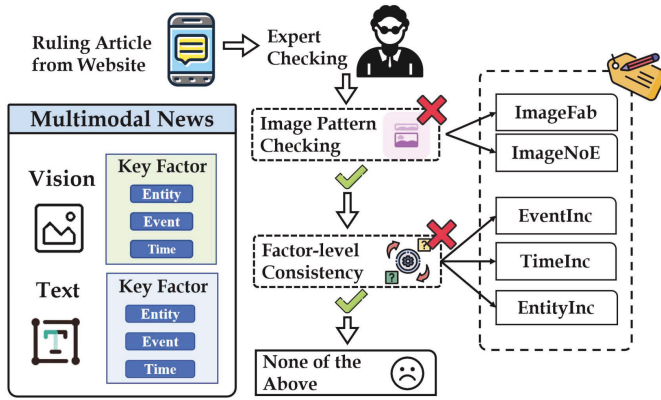 Ruling Article
from Website
Expert
Checking
Multimodal News
Vision
Key Factor
Entity
Event
Time
Text
Key Factor
Entity
Event
Time
T
Image Pattern
Checking
ImageFab
ImageNoE
Factor-level
Consistency
?
?
EventInc
TimeInc
EntityInc
None of the
Above